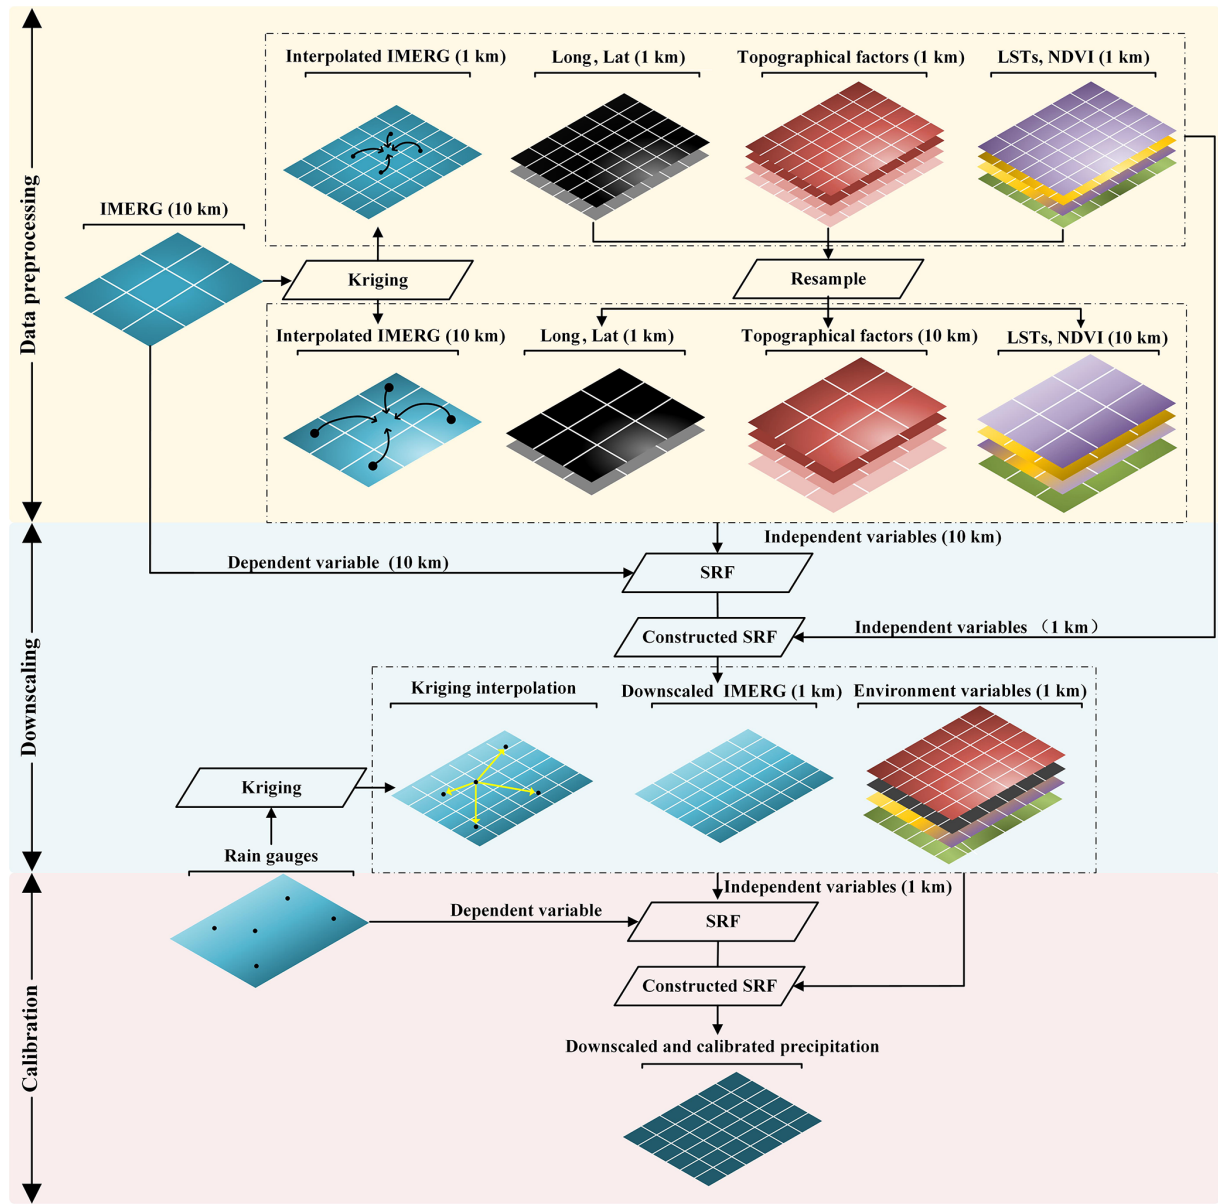 Data preprocessing
Interpolated IMERG (1 km)
Long, Lat (1 km)
Topographical factors (1 km)
LSTs, NDVI (1 km)
IMERG (10 km)
Kriging
Resample
Interpolated IMERG (10 km)
Long, Lat (1 km)
Topographical factors (10 km)
LSTs, NDVI (10 km)
Downscaling
Independent variables (10 km)
Dependent variable (10 km)
SRF
Constructed SRF
Independent variables （1 km）
Kriging interpolation
Downscaled IMERG (1 km)
Environment variables (1 km)
Kriging
Rain gauges
Calibration
Independent variables (1 km)
Dependent variable
SRF
Constructed SRF
Downscaled and calibrated precipitation